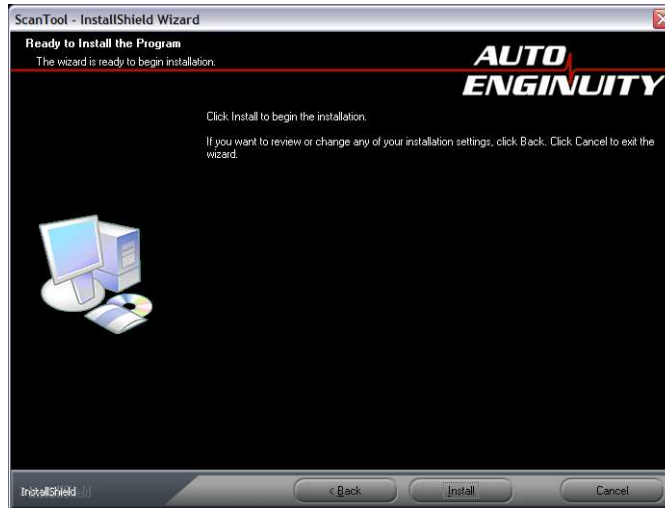 ScanTool - InstallShield Wizard
Ready to Install the Program
The wizard is ready to begin installation.
AUTO
ENGINUITY
Click Install to begin the installation.
If you want to review or change any of your installation settings, click Back. Click Cancel to exit the
wizard.
InstallShield
< Back
Install
Cancel